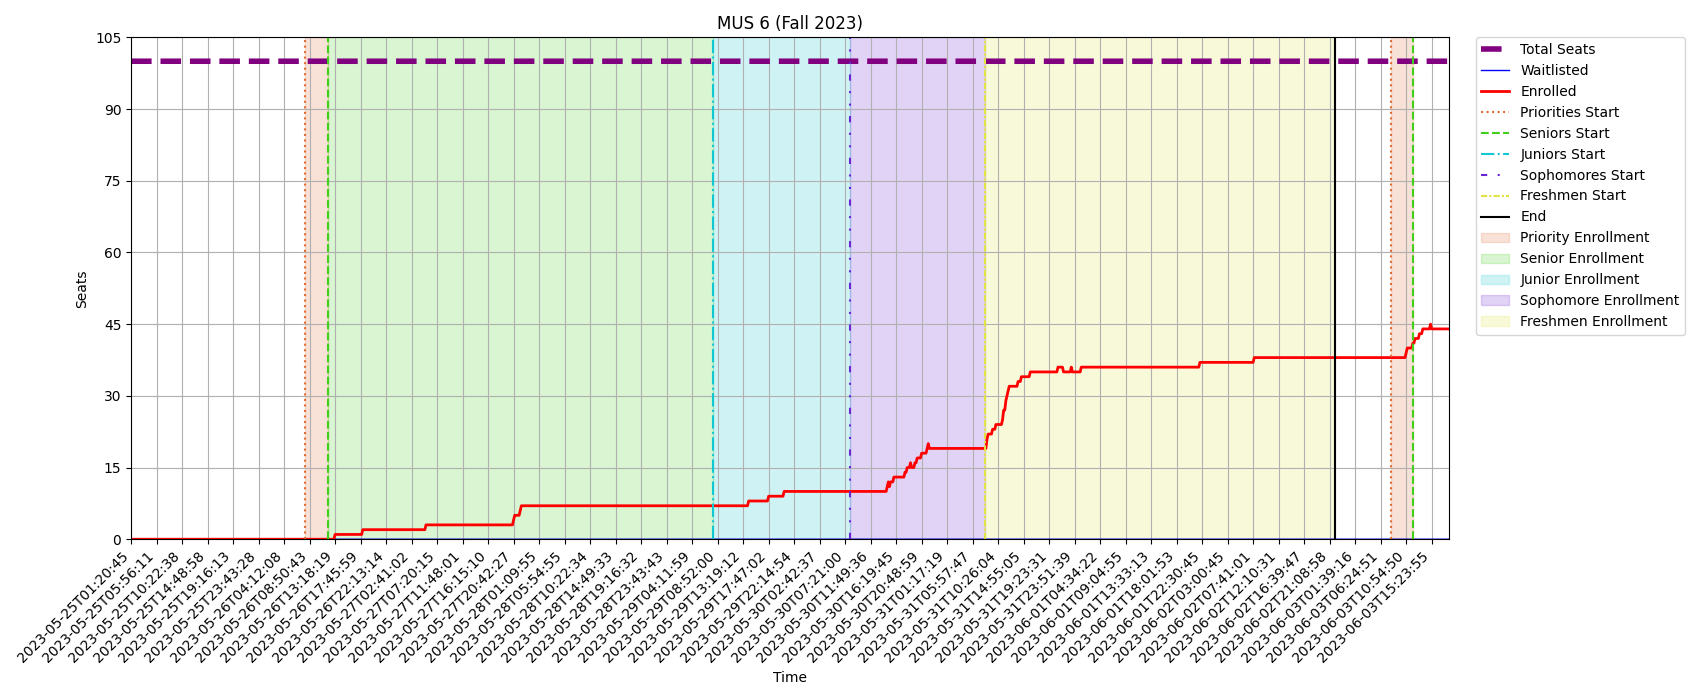 MUS 6 (Fall 2023)
105
90
75
60
45
30
15
0
Seats
2023-05-25T01:20:45
2023-05-25T05:56:11
2023-05-25T10:22:38
2023-05-25T14:48:58
2023-05-25T19:16:13
2023-05-25T23:43:28
2023-05-26T04:12:08
2023-05-26T08:50:43
2023-05-26T13:18:19
2023-05-26T17:45:59
2023-05-26T22:13:14
2023-05-27T02:41:02
2023-05-27T07:20:15
2023-05-27T11:48:01
2023-05-27T16:15:10
2023-05-27T20:42:27
2023-05-28T01:09:55
2023-05-28T05:54:55
2023-05-28T10:22:34
2023-05-28T14:49:33
2023-05-28T19:16:32
2023-05-28T23:43:43
2023-05-29T04:11:59
2023-05-29T08:52:00
2023-05-29T13:19:12
2023-05-29T17:47:02
2023-05-29T22:14:54
2023-05-30T02:42:37
2023-05-30T07:21:00
2023-05-30T11:49:36
2023-05-30T16:19:45
2023-05-30T20:48:59
2023-05-31T01:17:19
2023-05-31T05:57:47
2023-05-31T10:26:04
2023-05-31T14:55:05
2023-05-31T19:23:31
2023-05-31T23:51:39
2023-06-01T04:34:22
2023-06-01T09:04:55
2023-06-01T13:33:13
2023-06-01T18:01:53
2023-06-01T22:30:45
2023-06-02T03:00:45
2023-06-02T07:41:01
2023-06-02T12:10:31
2023-06-02T16:39:47
2023-06-02T21:08:58
2023-06-03T01:39:16
2023-06-03T06:24:51
2023-06-03T10:54:50
2023-06-03T15:23:55
Time
Total Seats
Waitlisted
Enrolled
Priorities Start
Seniors Start
Juniors Start
Sophomores Start
Freshmen Start
End
Priority Enrollment
Senior Enrollment
Junior Enrollment
Sophomore Enrollment
Freshmen Enrollment